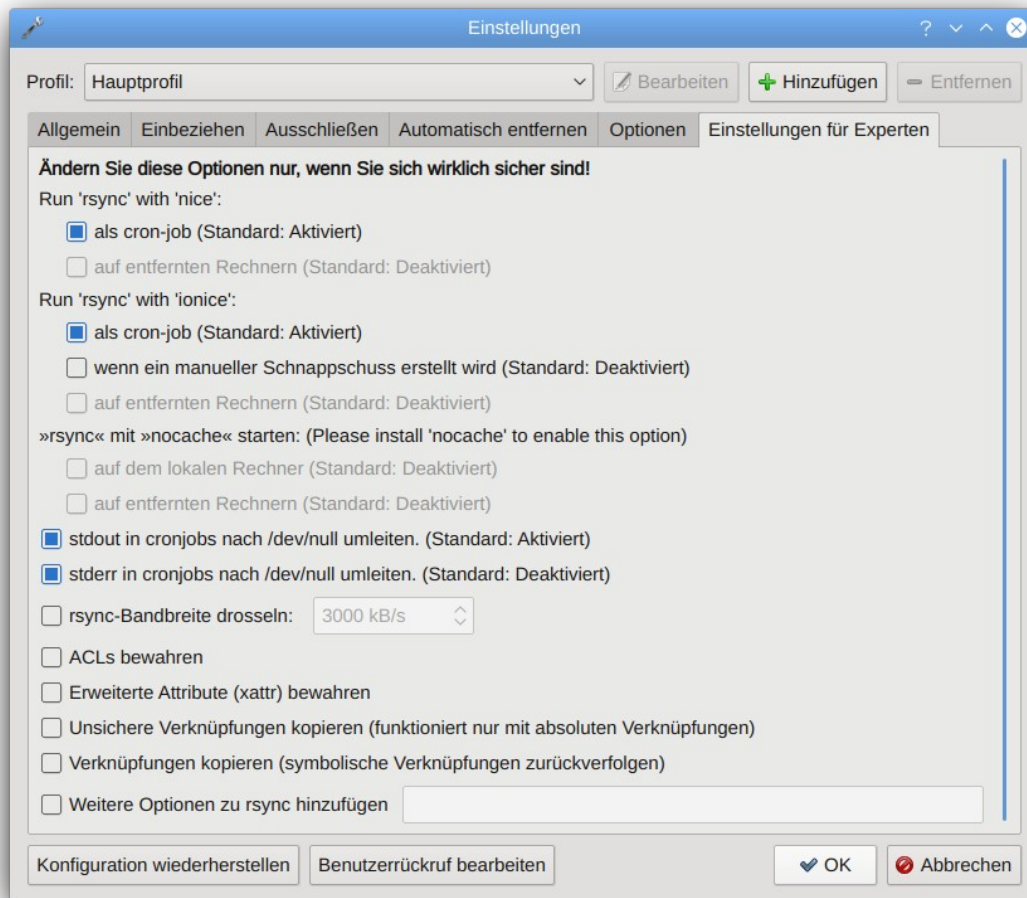 Einstellungen
Profil: Hauptprofil Bearbeiten Hinzufügen Entfernen
Allgemein Einbeziehen Ausschließen Automatisch entfernen Optionen Einstellungen für Experten
Ändern Sie diese Optionen nur, wenn Sie sich wirklich sicher sind!
Run 'rsync' with 'nice':
als cron-job (Standard: Aktiviert)
auf entfernten Rechnern (Standard: Deaktiviert)
Run 'rsync' with 'ionice':
als cron-job (Standard: Aktiviert)
wenn ein manueller Schnappschuss erstellt wird (Standard: Deaktiviert)
auf entfernten Rechnern (Standard: Deaktiviert)
»rsync« mit »nocache« starten: (Please install 'nocache' to enable this option)
auf dem lokalen Rechner (Standard: Deaktiviert)
auf entfernten Rechnern (Standard: Deaktiviert)
stdout in cronjobs nach /dev/null umleiten. (Standard: Aktiviert)
stderr in cronjobs nach /dev/null umleiten. (Standard: Deaktiviert)
rsync-Bandbreite drosseln: 3000 kB/s
ACLs bewahren
Erweiterte Attribute (xattr) bewahren
Unsichere Verknüpfungen kopieren (funktioniert nur mit absoluten Verknüpfungen)
Verknüpfungen kopieren (symbolische Verknüpfungen zurückverfolgen)
Weitere Optionen zu rsync hinzufügen
Konfiguration wiederherstellen Benutzerrückruf bearbeiten OK Abbrechen